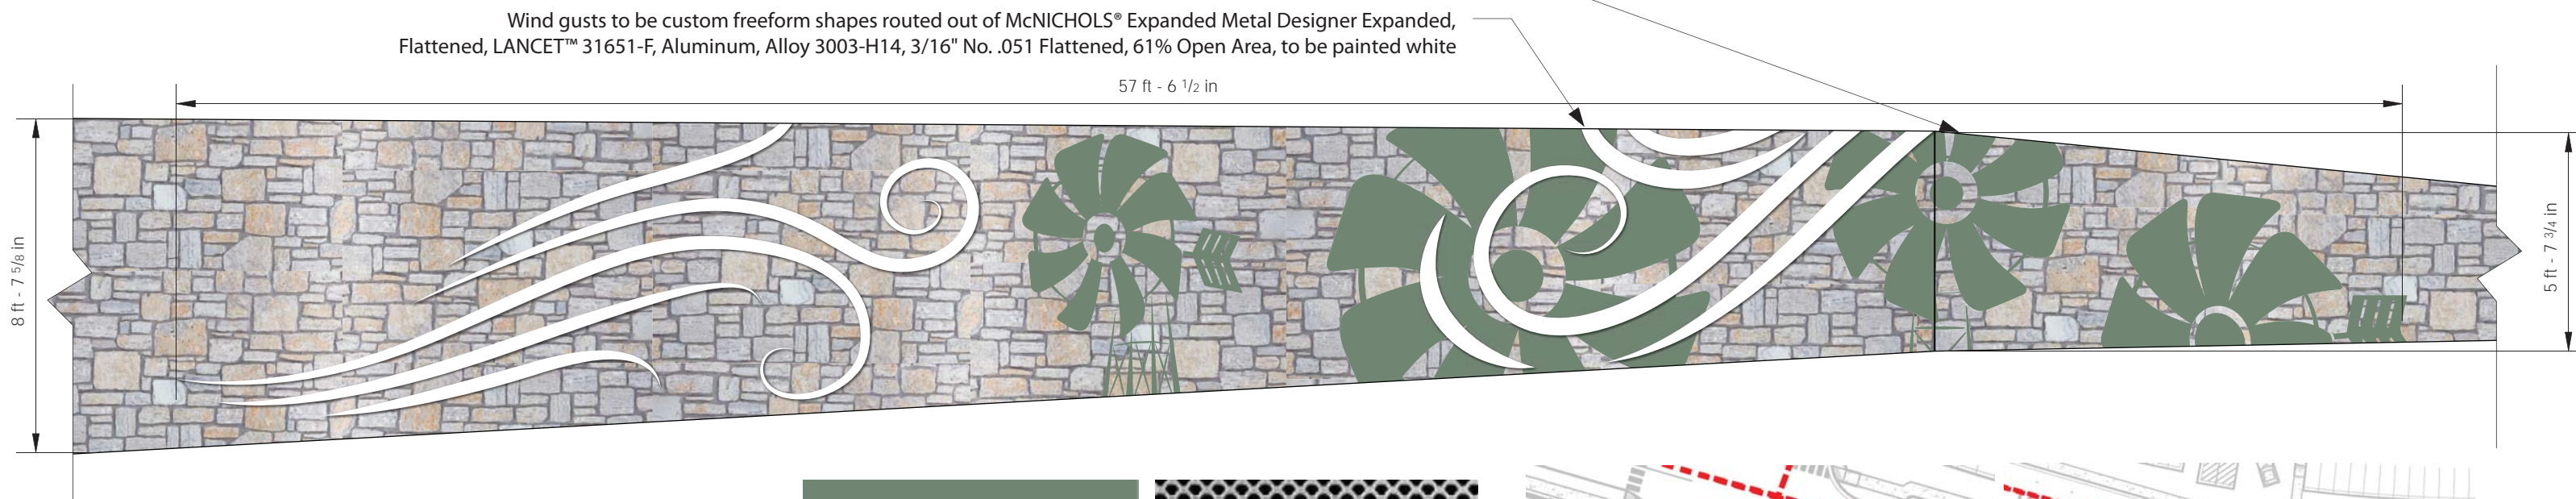 Wind gusts to be custom freeform shapes routed out of McNICHOLS® Expanded Metal Designer Expanded,
Flattened, LANCET™ 31651-F, Aluminum, Alloy 3003-H14, 3/16" No. .051 Flattened, 61% Open Area, to be painted white
57 ft - 6 1/2 in
8 ft - 7 5/8 in
5 ft - 7 3/4 in